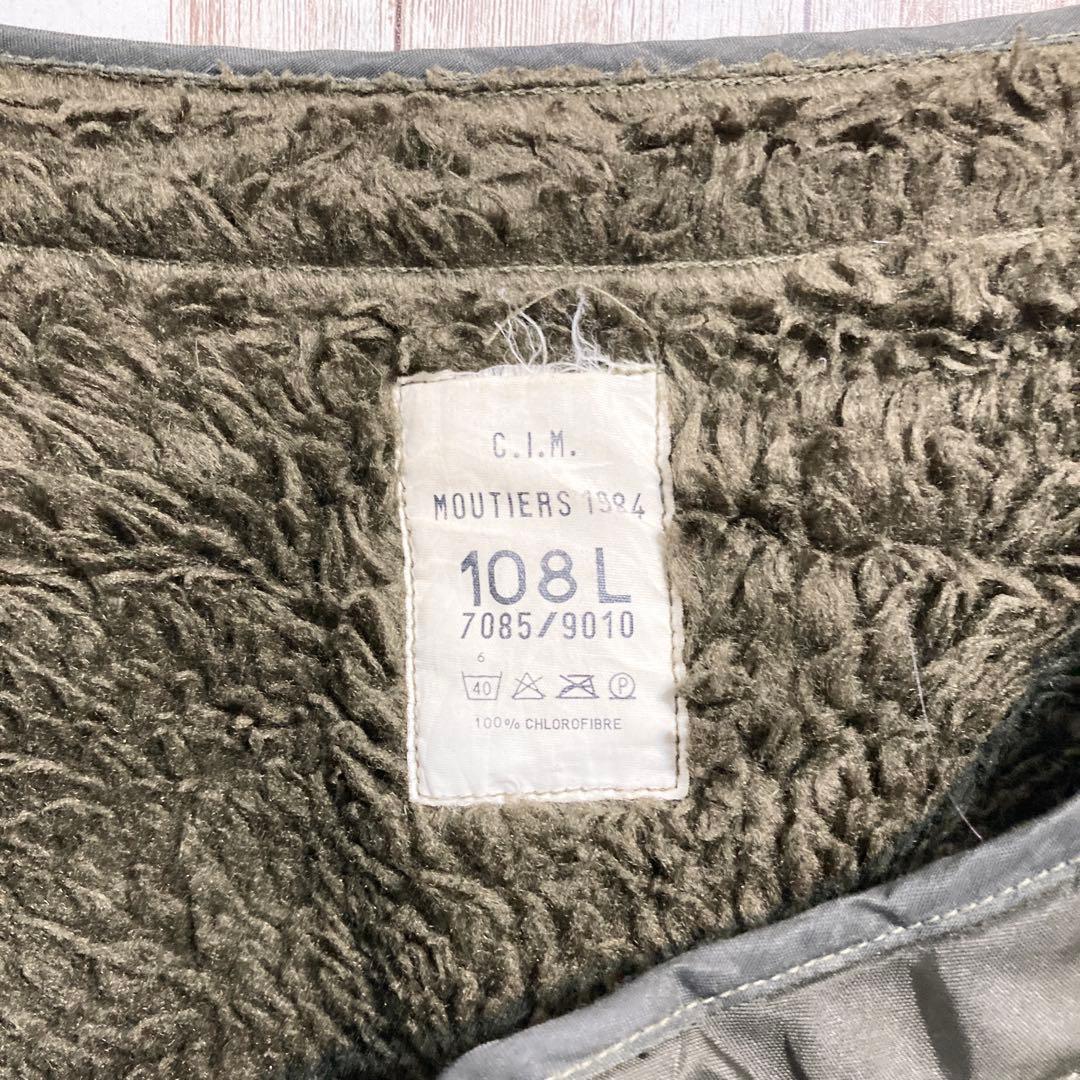 C.I.M.
MOUTIERS 1984
108 L
7085/9010
6
40 P
100% CHLOROFIBRE